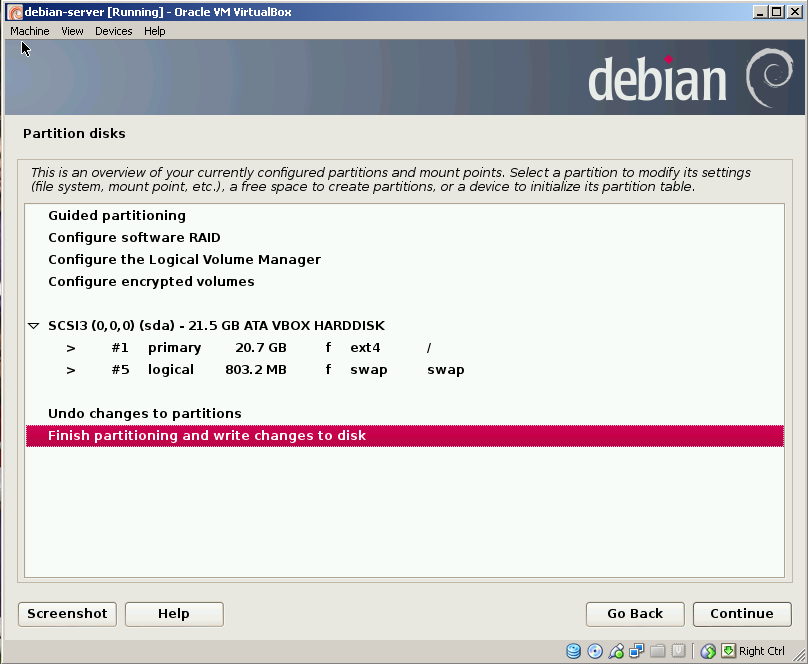 debian-server [Running] - Oracle VM VirtualBox
Machine View Devices Help
debian
Partition disks
This is an overview of your currently configured partitions and mount points. Select a partition to modify its settings
(file system, mount point, etc.), a free space to create partitions, or a device to initialize its partition table.
Guided partitioning
Configure software RAID
Configure the Logical Volume Manager
Configure encrypted volumes
SCSI3 (0,0,0) (sda) - 21.5 GB ATA VBOX HARDDISK
> #1 primary 20.7 GB f ext4 /
> #5 logical 803.2 MB f swap swap
Undo changes to partitions
Finish partitioning and write changes to disk
Screenshot Help Go Back Continue
Right Ctrl